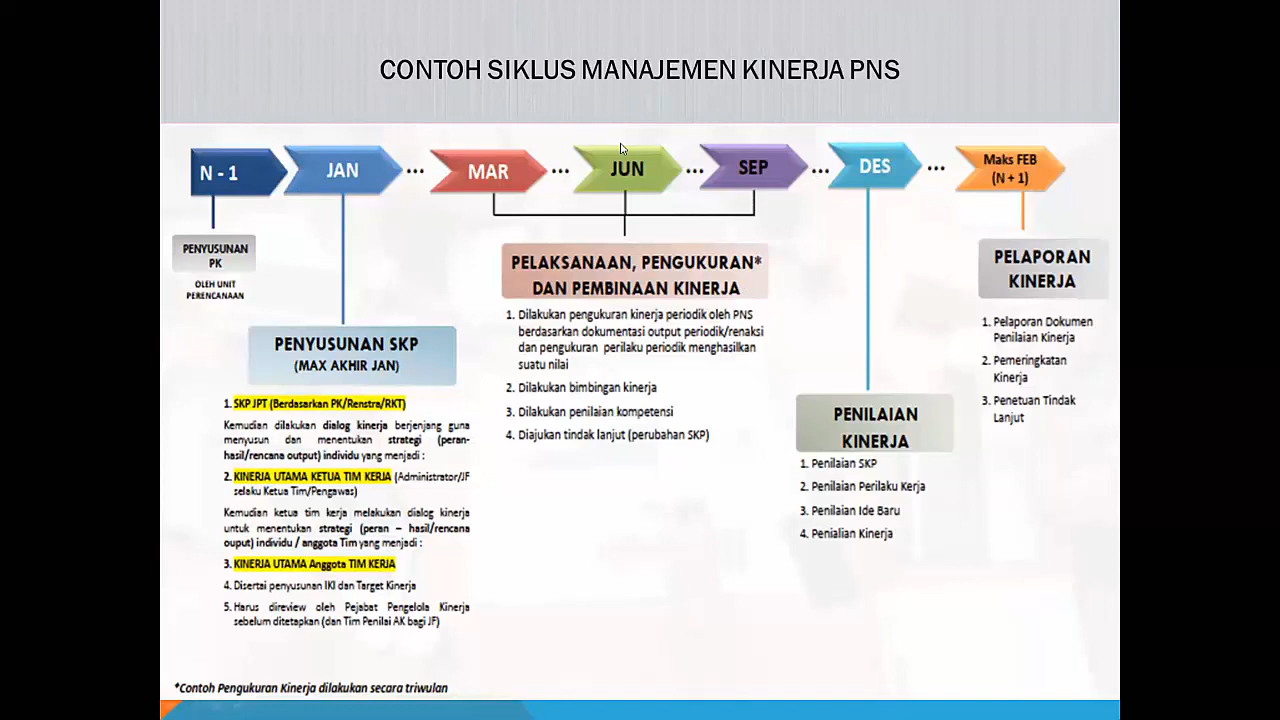 CONTOH SIKLUS MANAJEMEN KINERJA PNS
N - 1
JAN
...
MAR
...
JUN
...
SEP
...
DES
...
Maks FEB
(N + 1)
PENYUSUNAN
PK
OLEH UNIT
PERENCANAAN
PENYUSUNAN SKP
(MAX AKHIR JAN)
1. SKP JPT (Berdasarkan PK/Renstra/RKT)
Kemudian dilakukan dialog kinerja berjenjang guna
menyusun dan menentukan strategi (peran-
hasil/rencana output) individu yang menjadi :
2. KINERJA UTAMA KETUA TIM KERJA (Administrator/JF
selaku Ketua Tim/Pengawas)
Kemudian ketua tim kerja melakukan dialog kinerja
untuk menentukan strategi (peran – hasil/rencana
ouput) individu / anggota Tim yang menjadi :
3. KINERJA UTAMA Anggota TIM KERJA
4. Disertai penyusunan IKI dan Target Kinerja
5. Harus direview oleh Pejabat Pengelola Kinerja
sebelum ditetapkan (dan Tim Penilai AK bagi JF)
PELAKSANAAN, PENGUKURAN*
DAN PEMBINAAN KINERJA
1. Dilakukan pengukuran kinerja periodik oleh PNS
berdasarkan dokumentasi output periodik/renaksi
dan pengukuran perilaku periodik menghasilkan
suatu nilai
2. Dilakukan bimbingan kinerja
3. Dilakukan penilaian kompetensi
4. Diajukan tindak lanjut (perubahan SKP)
PENILAIAN
KINERJA
1. Penilaian SKP
2. Penilaian Perilaku Kerja
3. Penilaian Ide Baru
4. Penialian Kinerja
PELAPORAN
KINERJA
1. Pelaporan Dokumen
Penilaian Kinerja
2. Pemeringkatan
Kinerja
3. Penetuan Tindak
Lanjut
*Contoh Pengukuran Kinerja dilakukan secara triwulan